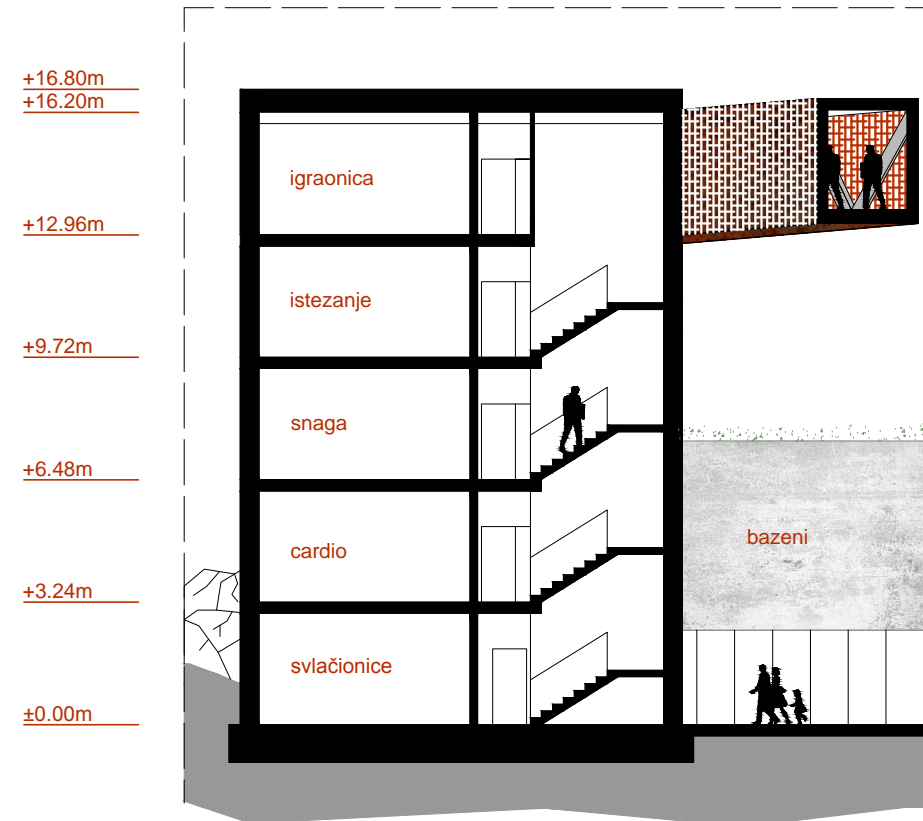 +16.80m
+16.20m
igraonica
+12.96m
istezanje
+9.72m
snaga
+6.48m
bazeni
cardio
+3.24m
svlačionice
±0.00m